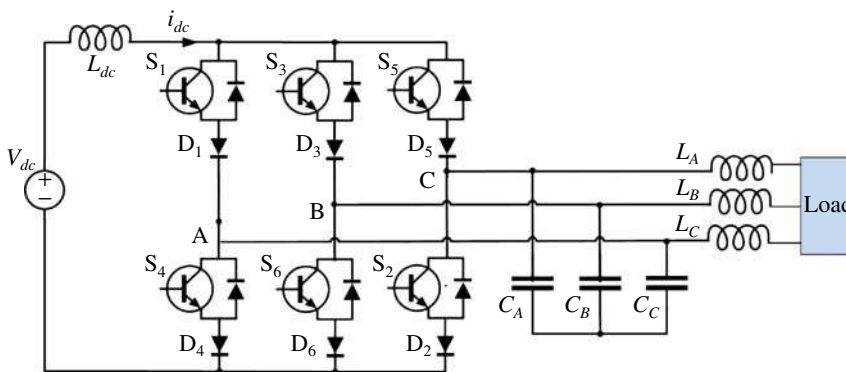 i_dc
L_dc
S_1
S_3
S_5
D_1
D_3
D_5
V_dc
+
−
C
B
A
L_A
L_B
L_C
Load
S_4
S_6
S_2
C_A
C_B
C_C
D_4
D_6
D_2